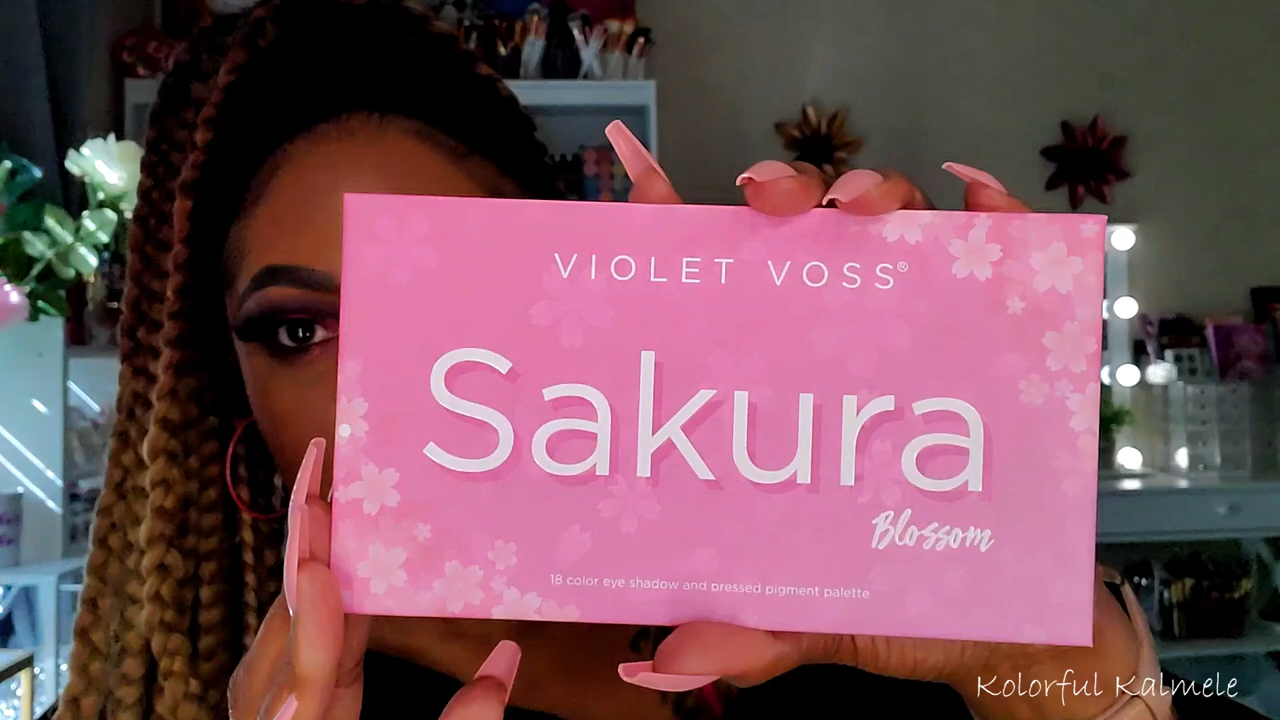 VIOLET VOSS®
Sakura
Blossom
18 color eye shadow and pressed pigment palette
Kolorful Kalmele